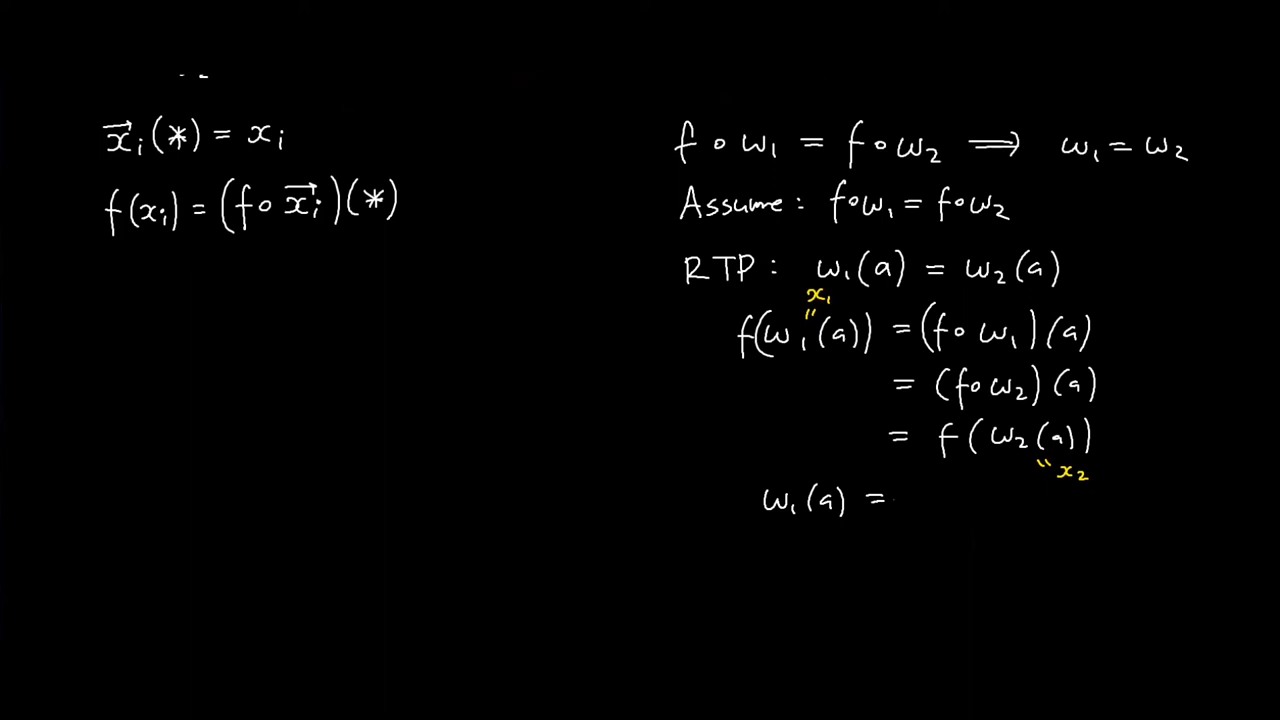 x⃗ᵢ(*) = xᵢ
f(xᵢ) = (f∘x⃗ᵢ)(*)
f∘w₁ = f∘w₂ ⟹ w₁ = w₂
Assume: f∘w₁ = f∘w₂
RTP: w₁(a) = w₂(a)
x₁
"
f(w₁(a)) = (f∘w₁)(a)
= (f∘w₂)(a)
= f(w₂(a))
" x₂
w₁(a) =